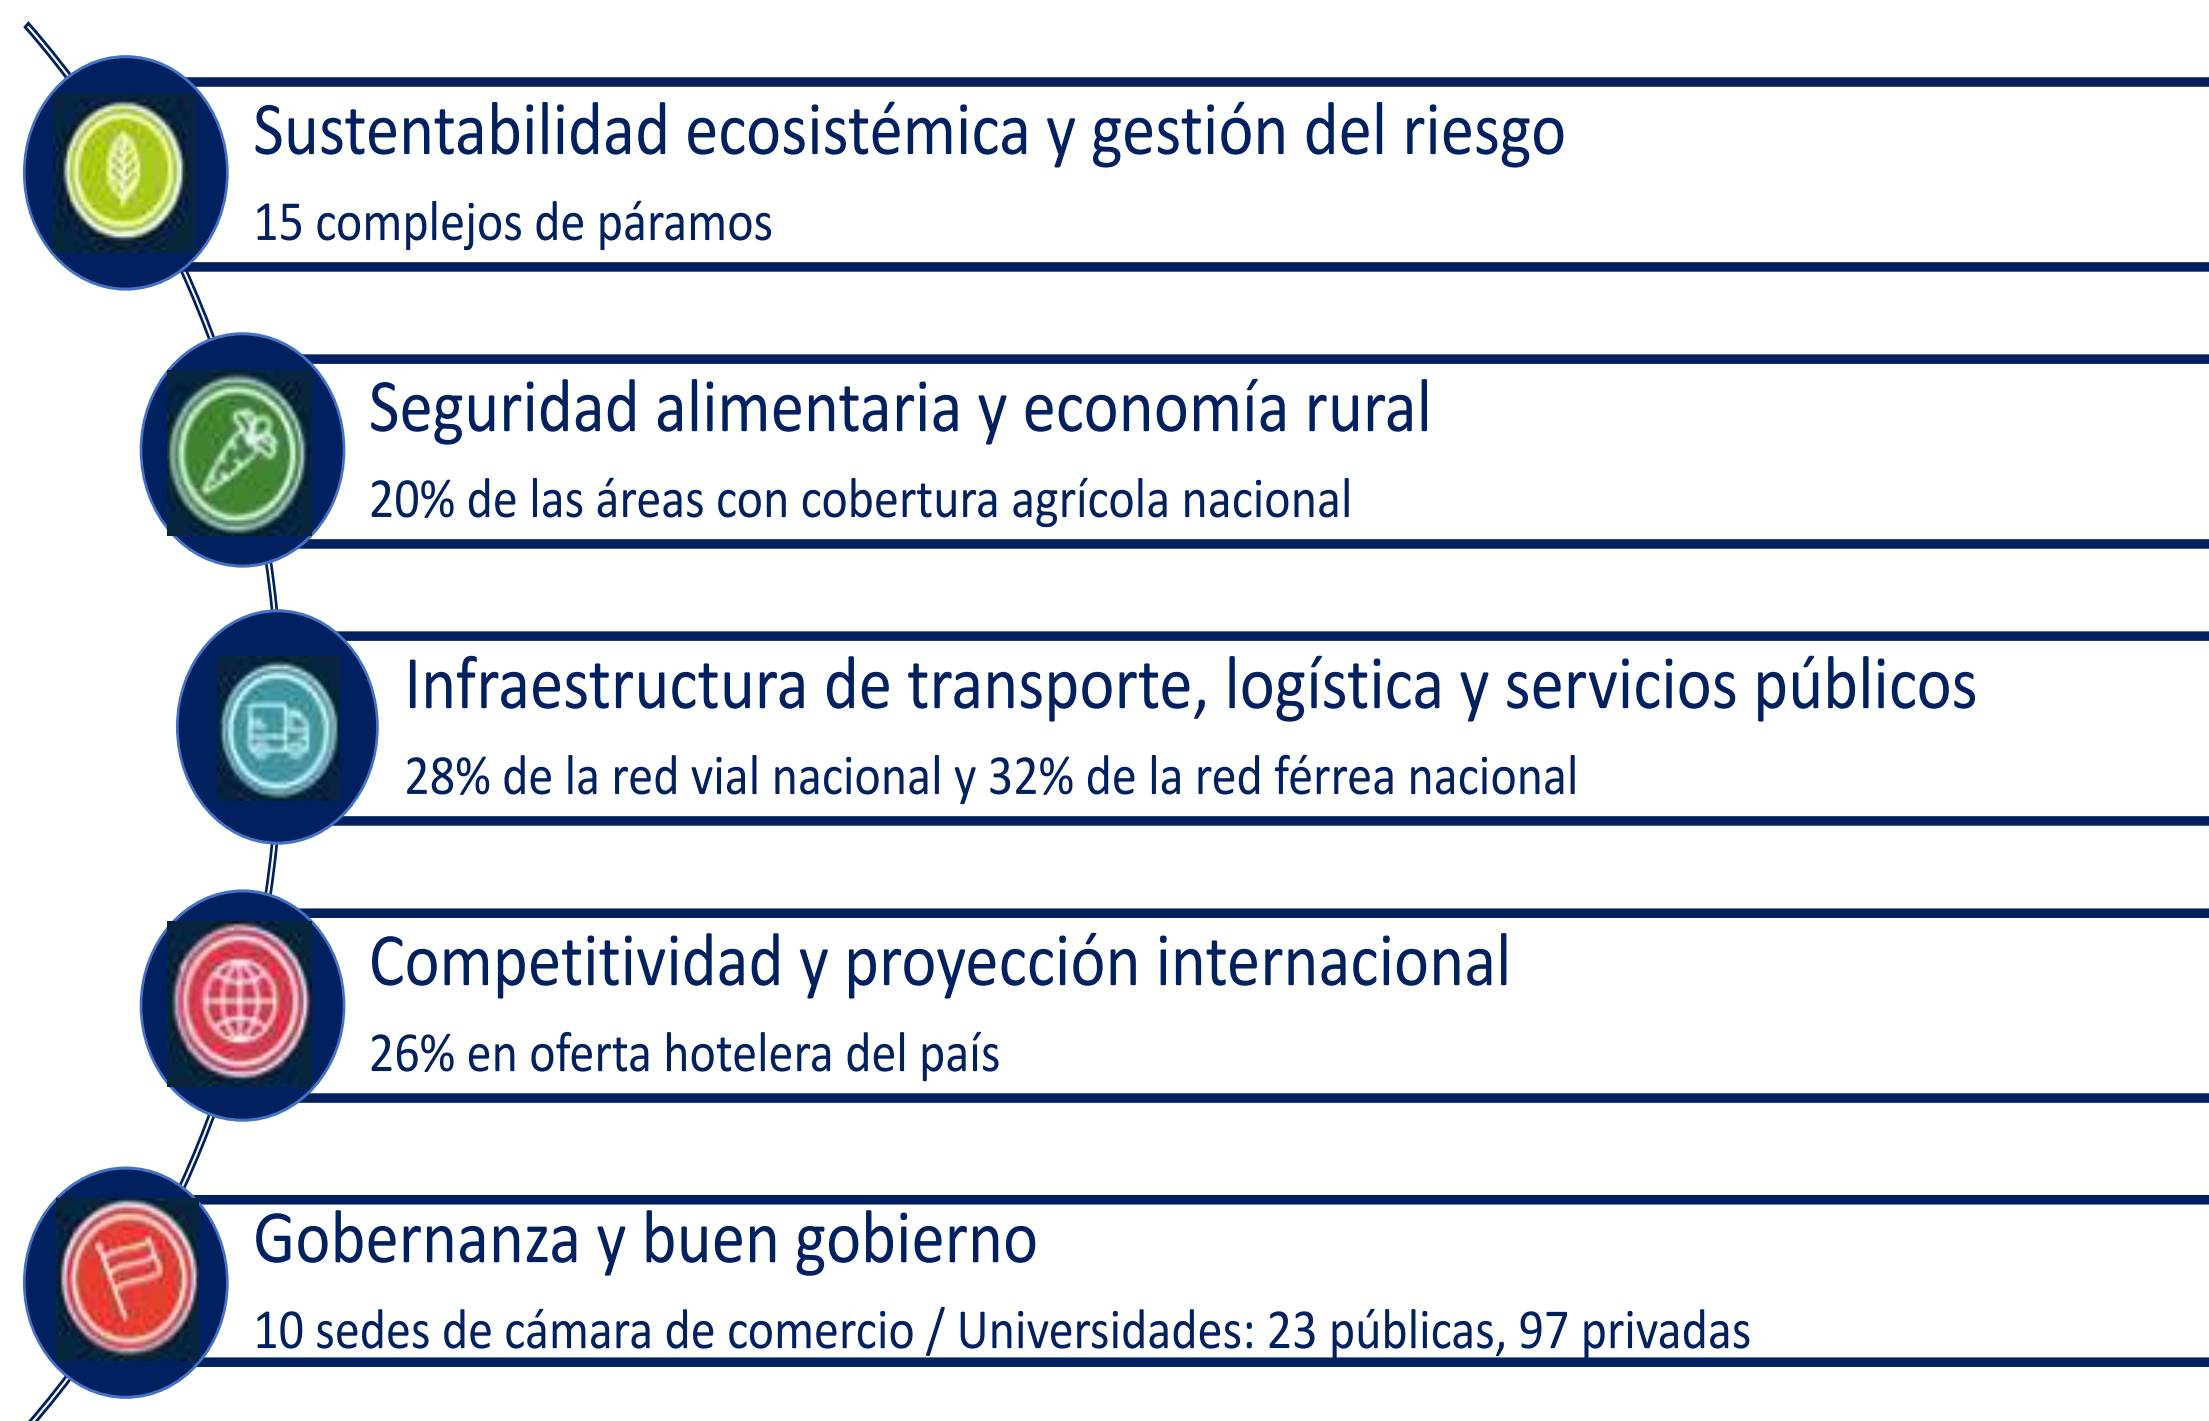 Sustentabilidad ecosistémica y gestión del riesgo
15 complejos de páramos
Seguridad alimentaria y economía rural
20% de las áreas con cobertura agrícola nacional
Infraestructura de transporte, logística y servicios públicos
28% de la red vial nacional y 32% de la red férrea nacional
Competitividad y proyección internacional
26% en oferta hotelera del país
Gobernanza y buen gobierno
10 sedes de cámara de comercio / Universidades: 23 públicas, 97 privadas